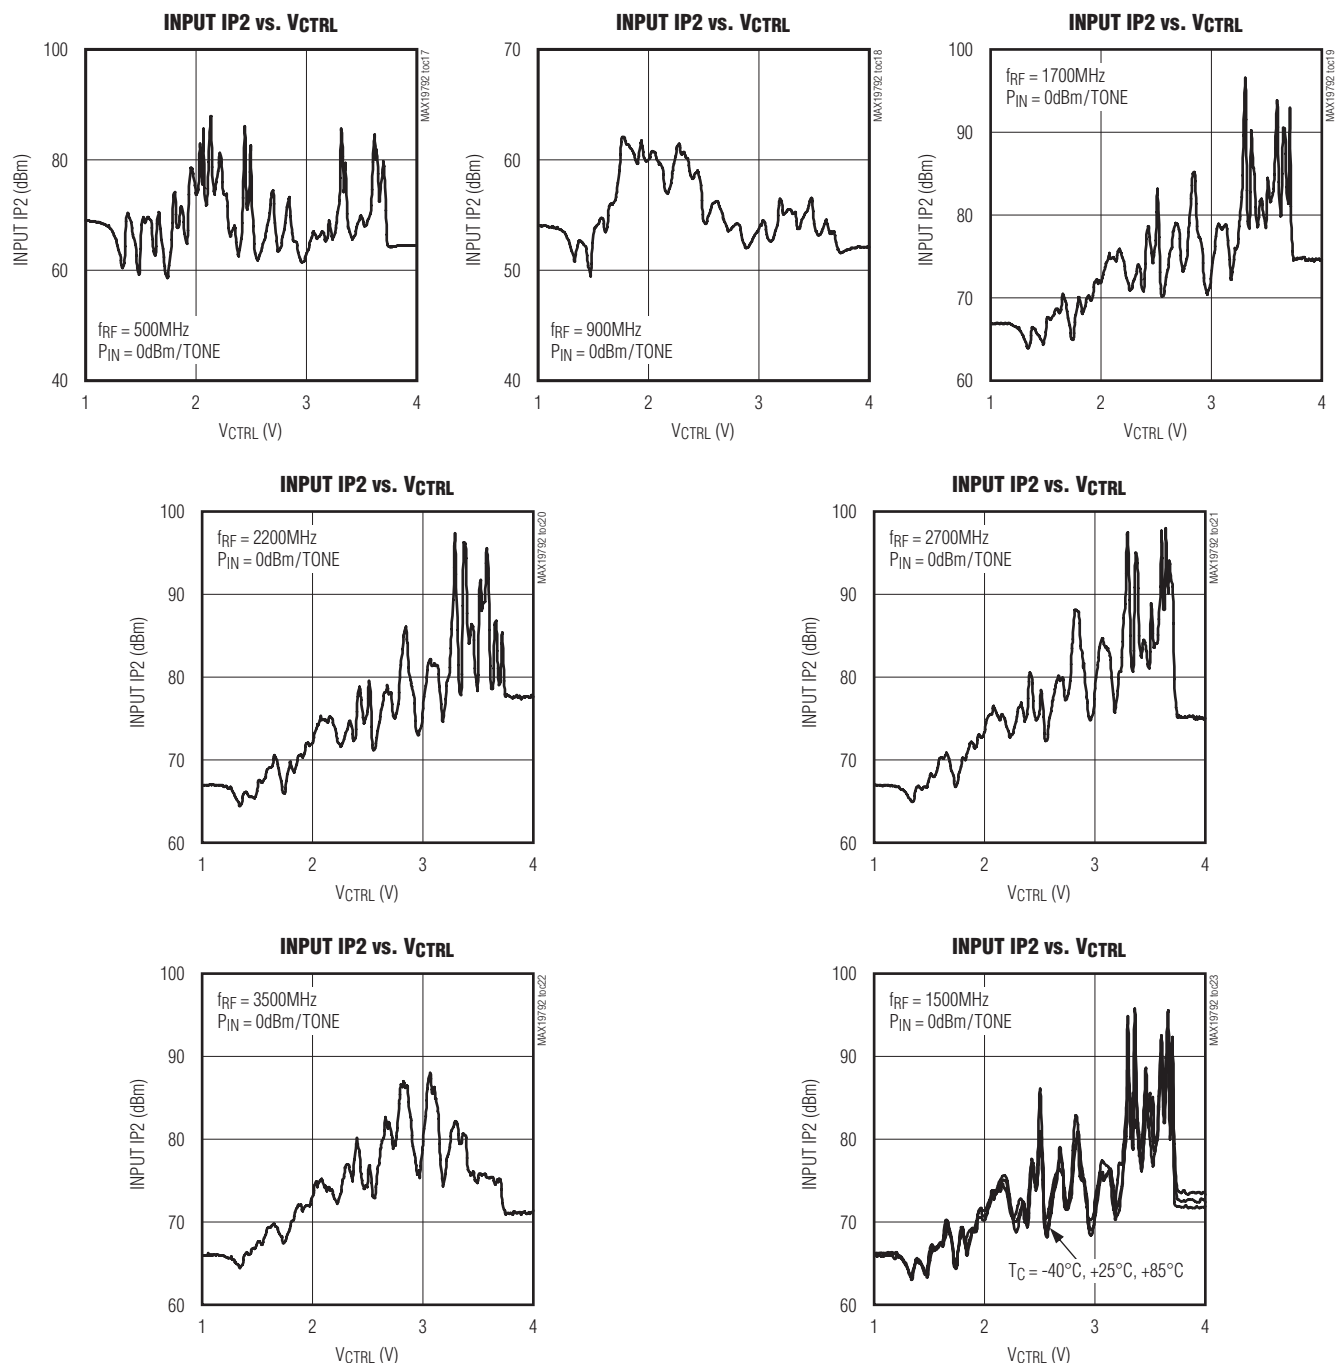 INPUT IP2 vs. VCTRL
MAX19792 toc17
INPUT IP2 (dBm)
100
80
60
40
fRF = 500MHz
PIN = 0dBm/TONE
1 2 3 4
VCTRL (V)
INPUT IP2 vs. VCTRL
MAX19792 toc18
INPUT IP2 (dBm)
70
60
50
40
fRF = 900MHz
PIN = 0dBm/TONE
1 2 3 4
VCTRL (V)
INPUT IP2 vs. VCTRL
MAX19792 toc19
INPUT IP2 (dBm)
100
90
80
70
60
fRF = 1700MHz
PIN = 0dBm/TONE
1 2 3 4
VCTRL (V)
INPUT IP2 vs. VCTRL
MAX19792 toc20
INPUT IP2 (dBm)
100
90
80
70
60
fRF = 2200MHz
PIN = 0dBm/TONE
1 2 3 4
VCTRL (V)
INPUT IP2 vs. VCTRL
MAX19792 toc21
INPUT IP2 (dBm)
100
90
80
70
60
fRF = 2700MHz
PIN = 0dBm/TONE
1 2 3 4
VCTRL (V)
INPUT IP2 vs. VCTRL
MAX19792 toc22
INPUT IP2 (dBm)
100
90
80
70
60
fRF = 3500MHz
PIN = 0dBm/TONE
1 2 3 4
VCTRL (V)
INPUT IP2 vs. VCTRL
MAX19792 toc23
INPUT IP2 (dBm)
100
90
80
70
60
fRF = 1500MHz
PIN = 0dBm/TONE
TC = -40°C, +25°C, +85°C
1 2 3 4
VCTRL (V)